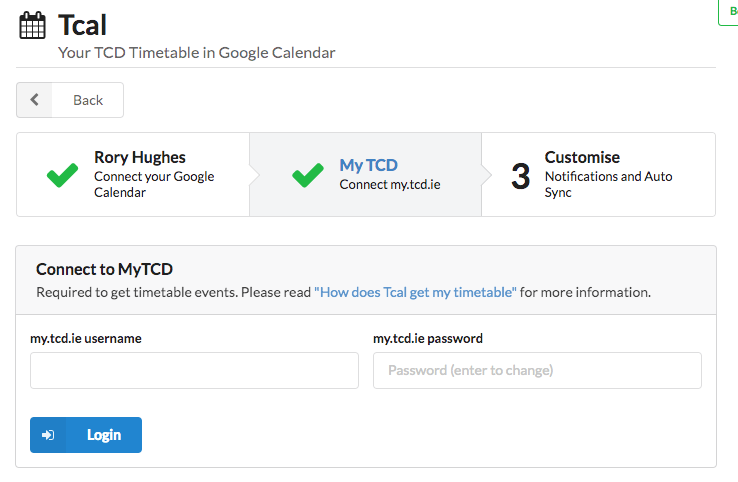 Tcal
Your TCD Timetable in Google Calendar
Back
Rory Hughes
Connect your Google
Calendar
My TCD
Connect my.tcd.ie
3
Customise
Notifications and Auto
Sync
Connect to MyTCD
Required to get timetable events. Please read "How does Tcal get my timetable" for more information.
my.tcd.ie username
my.tcd.ie password
Password (enter to change)
Login